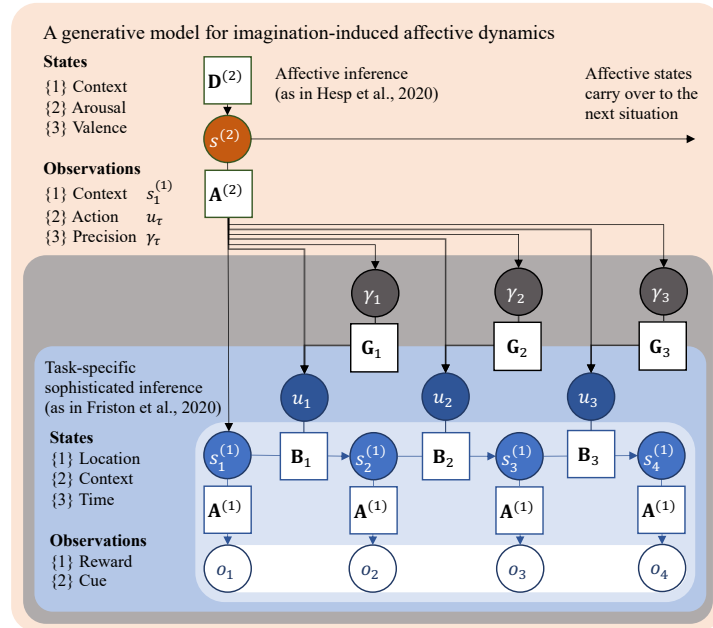 A generative model for imagination-induced affective dynamics
States
{1} Context
{2} Arousal
{3} Valence
D⁽²⁾
Affective inference
(as in Hesp et al., 2020)
Affective states
carry over to the
next situation
s⁽²⁾
Observations
{1} Context s₁⁽¹⁾
{2} Action u_τ
{3} Precision γ_τ
A⁽²⁾
γ₁ γ₂ γ₃
G₁ G₂ G₃
Task-specific
sophisticated inference
(as in Friston et al., 2020)
u₁ u₂ u₃
States
{1} Location
{2} Context
{3} Time
s₁⁽¹⁾ B₁ s₂⁽¹⁾ B₂ s₃⁽¹⁾ B₃ s₄⁽¹⁾
A⁽¹⁾ A⁽¹⁾ A⁽¹⁾ A⁽¹⁾
Observations
{1} Reward
{2} Cue
o₁ o₂ o₃ o₄